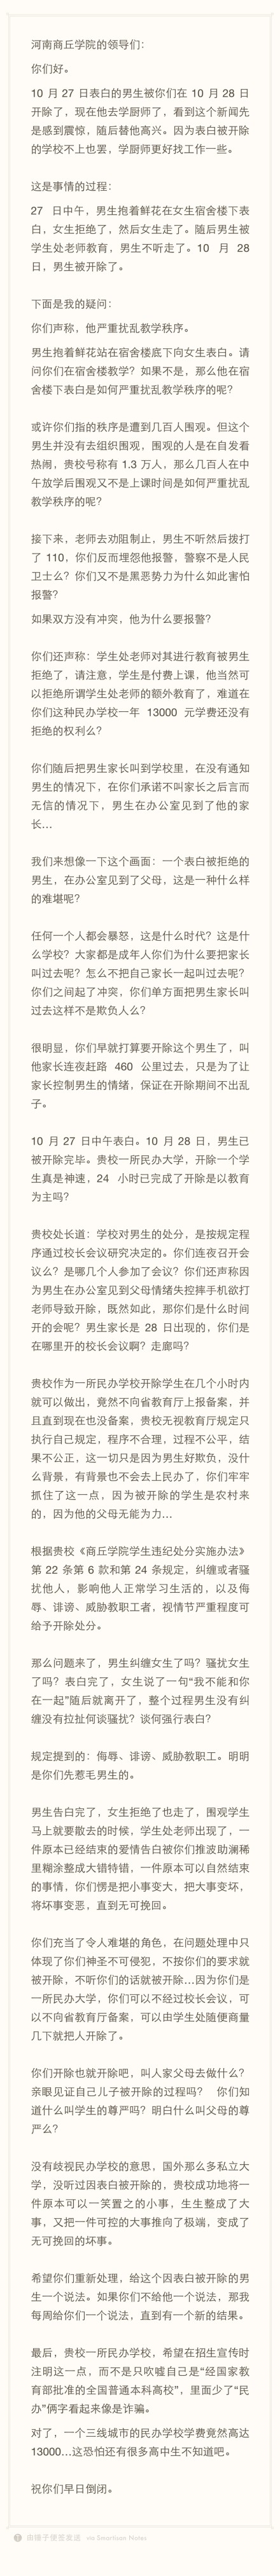 河南商丘学院的领导们：
你们好。
10 月 27 日表白的男生被你们在 10 月 28 日
开除了，现在他去学厨师了，看到这个新闻先
是感到震惊，随后替他高兴。因为表白被开除
的学校不上也罢，学厨师更好找工作一些。
这是事情的过程：
27 日中午，男生抱着鲜花在女生宿舍楼下表
白，女生拒绝了，然后女生走了。随后男生被
学生处老师教育，男生不听走了。10 月 28
日，男生被开除了。
下面是我的疑问：
你们声称，他严重扰乱教学秩序。
男生抱着鲜花站在宿舍楼底下向女生表白。请
问你们在宿舍楼教学？如果不是，那么他在宿
舍楼下表白是如何严重扰乱教学秩序的呢？
或许你们指的秩序是遭到几百人围观。但这个
男生并没有去组织围观，围观的人是在自发看
热闹，贵校号称有 1.3 万人，那么几百人在中
午放学后围观又不是上课时间是如何严重扰乱
教学秩序的呢？
接下来，老师去劝阻制止，男生不听然后拨打
了 110，你们反而埋怨他报警，警察不是人民
卫士么？你们又不是黑恶势力为什么如此害怕
报警？
如果双方没有冲突，他为什么要报警？
你们还声称：学生处老师对其进行教育被男生
拒绝了，请注意，学生是付费上课，他当然可
以拒绝所谓学生处老师的额外教育了，难道在
你们这种民办学校一年 13000 元学费还没有
拒绝的权利么？
你们随后把男生家长叫到学校里，在没有通知
男生的情况下，在你们承诺不叫家长之后言而
无信的情况下，男生在办公室见到了他的家
长…
我们来想像一下这个画面：一个表白被拒绝的
男生，在办公室见到了父母，这是一种什么样
的难堪呢？
任何一个人都会暴怒，这是什么时代？这是什
么学校？大家都是成年人你们为什么要把家长
叫过去呢？怎么不把自己家长一起叫过去呢？
你们之间起了冲突，你们单方面把男生家长叫
过去这样不是欺负人么？
很明显，你们早就打算要开除这个男生了，叫
他家长连夜赶路 460 公里过去，只是为了让
家长控制男生的情绪，保证在开除期间不出乱
子。
10 月 27 日中午表白。10 月 28 日，男生已
被开除完毕。贵校一所民办大学，开除一个学
生真是神速，24 小时已完成了开除是以教育
为主吗？
贵校处长道：学校对男生的处分，是按规定程
序通过校长会议研究决定的。你们连夜召开会
议么？是哪几个人参加了会议？你们还声称因
为男生在办公室见到父母情绪失控摔手机欲打
老师导致开除，既然如此，那你们是什么时间
开的会呢？男生家长是 28 日出现的，你们是
在哪里开的校长会议啊？走廊吗？
贵校作为一所民办学校开除学生在几个小时内
就可以做出，竟然不向省教育厅上报备案，并
且直到现在也没备案，贵校无视教育厅规定只
执行自己规定，程序不合理，过程不公平，结
果不公正，这一切只是因为男生好欺负，没什
么背景，有背景也不会去上民办了，你们牢牢
抓住了这一点，因为被开除的学生是农村来
的，因为他的父母无能为力…
根据贵校《商丘学院学生违纪处分实施办法》
第 22 条第 6 款和第 24 条规定，纠缠或者骚
扰他人，影响他人正常学习生活的，以及侮
辱、诽谤、威胁教职工者，视情节严重程度可
给予开除处分。
那么问题来了，男生纠缠女生了吗？骚扰女生
了吗？表白完了，女生说了一句“我不能和你
在一起”随后就离开了，整个过程男生没有纠
缠没有拉扯何谈骚扰？谈何强行表白？
规定提到的：侮辱、诽谤、威胁教职工。明明
是你们先惹毛男生的。
男生告白完了，女生拒绝了也走了，围观学生
马上就要散去的时候，学生处老师出现了，一
件原本已经结束的爱情告白被你们推波助澜稀
里糊涂整成大错特错，一件原本可以自然结束
的事情，你们愣是把小事变大，把大事变坏，
将坏事变恶，直到无可挽回。
你们充当了令人难堪的角色，在问题处理中只
体现了你们神圣不可侵犯，不按你们的要求就
被开除，不听你们的话就被开除…因为你们是
一所民办大学，你们可以不经过校长会议，可
以不向省教育厅备案，可以由学生处随便商量
几下就把人开除了。
你们开除也就开除吧，叫人家父母去做什么？
亲眼见证自己儿子被开除的过程吗？ 你们知
道什么叫学生的尊严吗？明白什么叫父母的尊
严么？
没有歧视民办学校的意思，国外那么多私立大
学，没听过因表白被开除的，贵校成功地将一
件原本可以一笑置之的小事，生生整成了大
事，又把一件可控的大事推向了极端，变成了
无可挽回的坏事。
希望你们重新处理，给这个因表白被开除的男
生一个说法。如果你们不给他一个说法，那我
每周给你们一个说法，直到有一个新的结果。
最后，贵校一所民办学校，希望在招生宣传时
注明这一点，而不是只吹嘘自己是“经国家教
育部批准的全国普通本科高校”，里面少了“民
办”俩字看起来像是诈骗。
对了，一个三线城市的民办学校学费竟然高达
13000…这恐怕还有很多高中生不知道吧。
祝你们早日倒闭。
由锤子便签发送 via Smartisan Notes